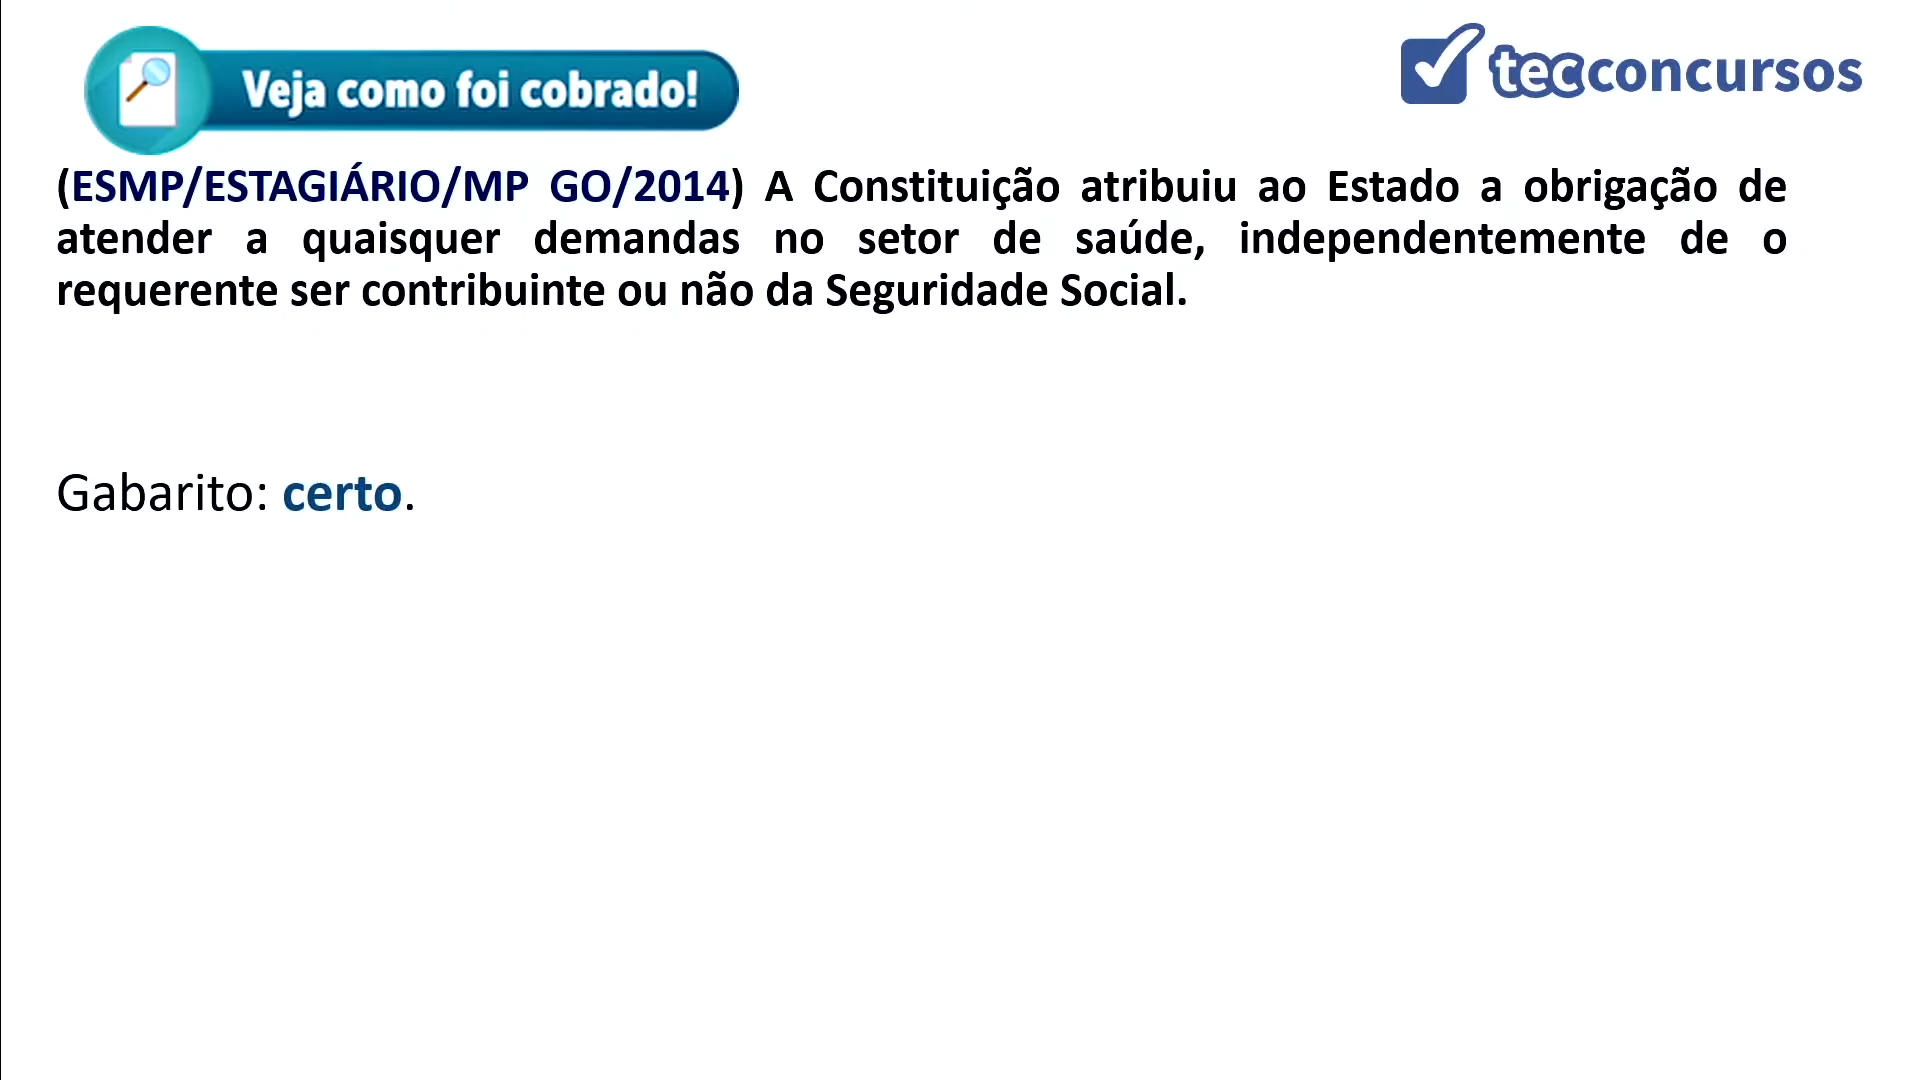 Veja como foi cobrado!
tecconcursos
(ESMP/ESTAGIÁRIO/MP GO/2014) A Constituição atribuiu ao Estado a obrigação de
atender a quaisquer demandas no setor de saúde, independentemente de o
requerente ser contribuinte ou não da Seguridade Social.
Gabarito: certo.